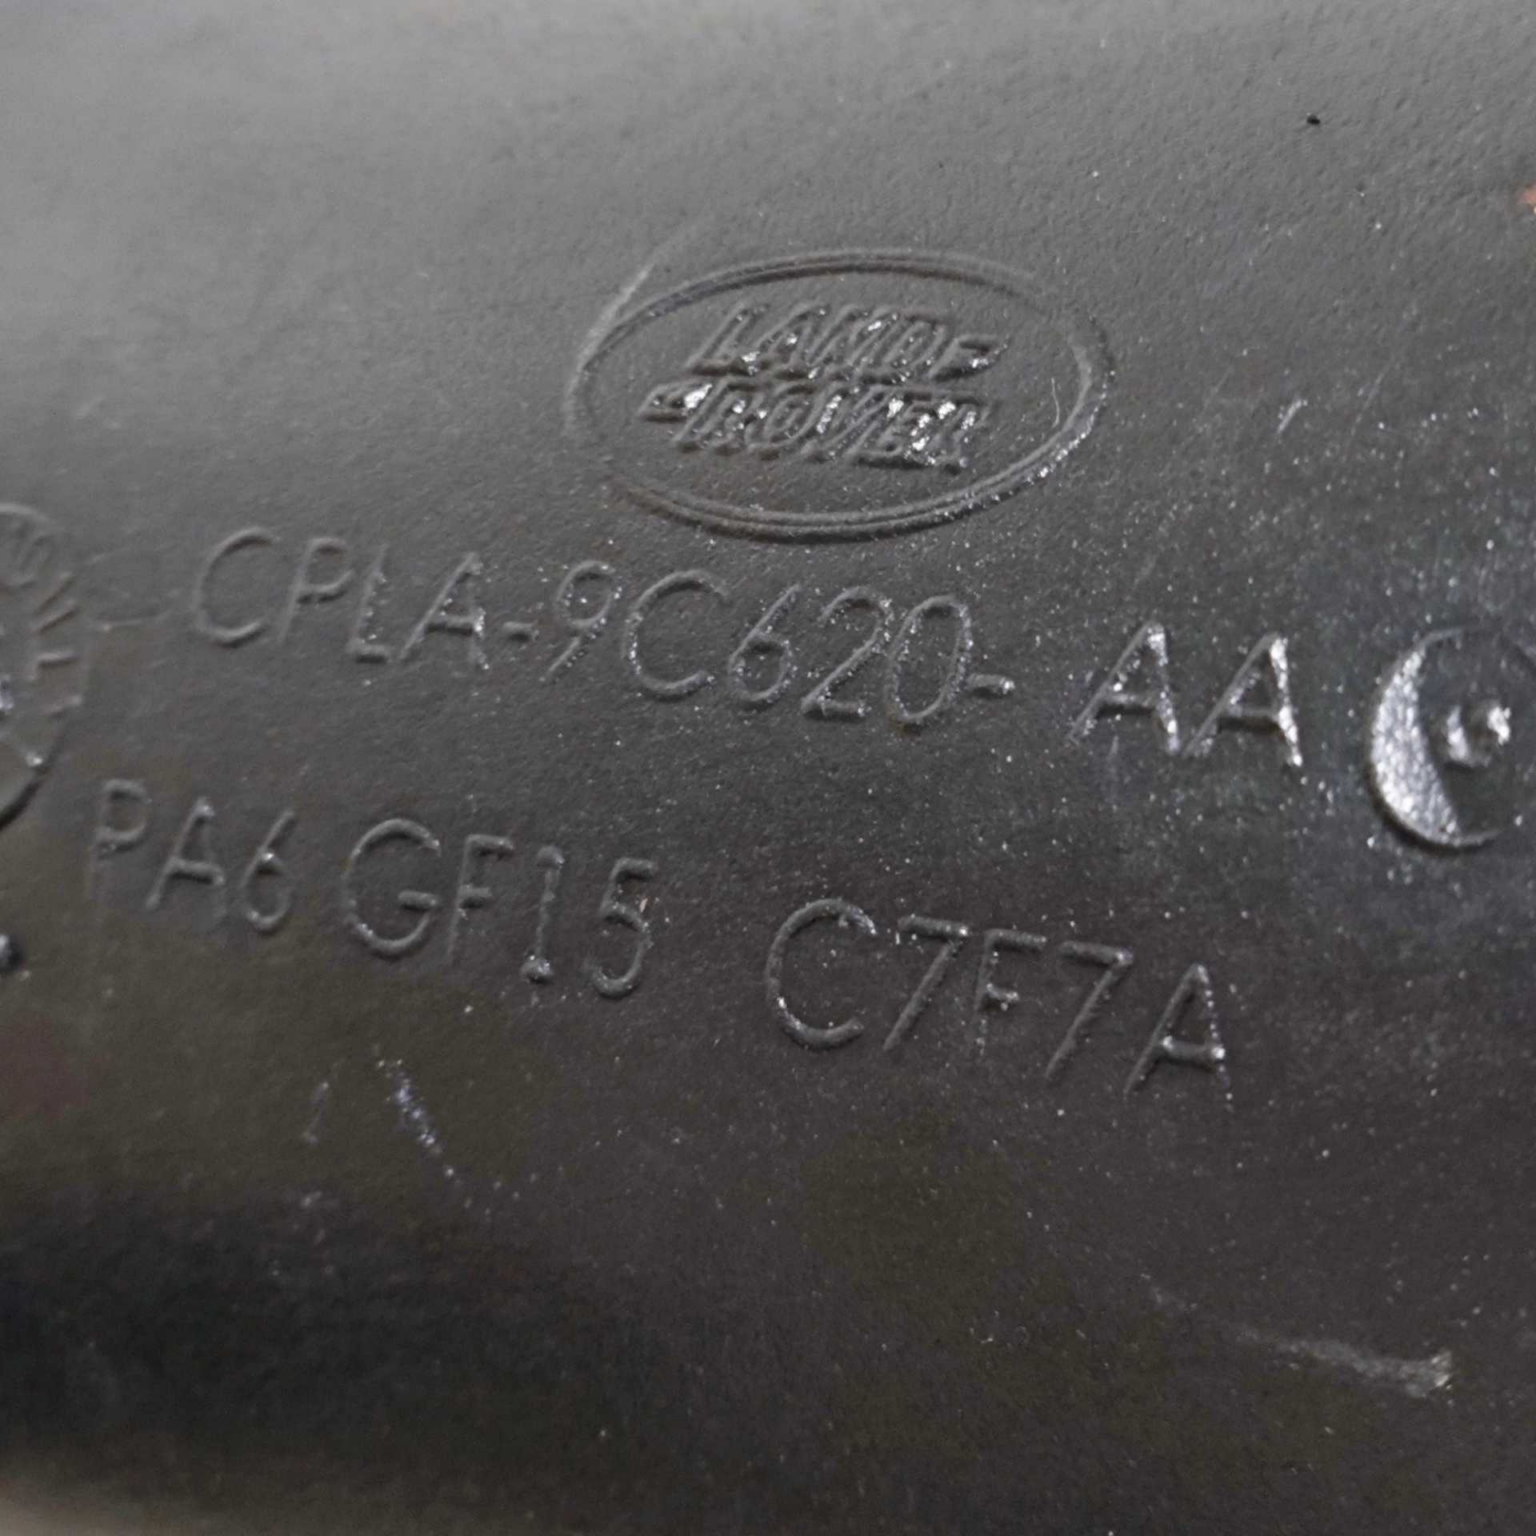 LAND
ROVER
CPLA-9C620-AA
PA6 GF15 C7F7A